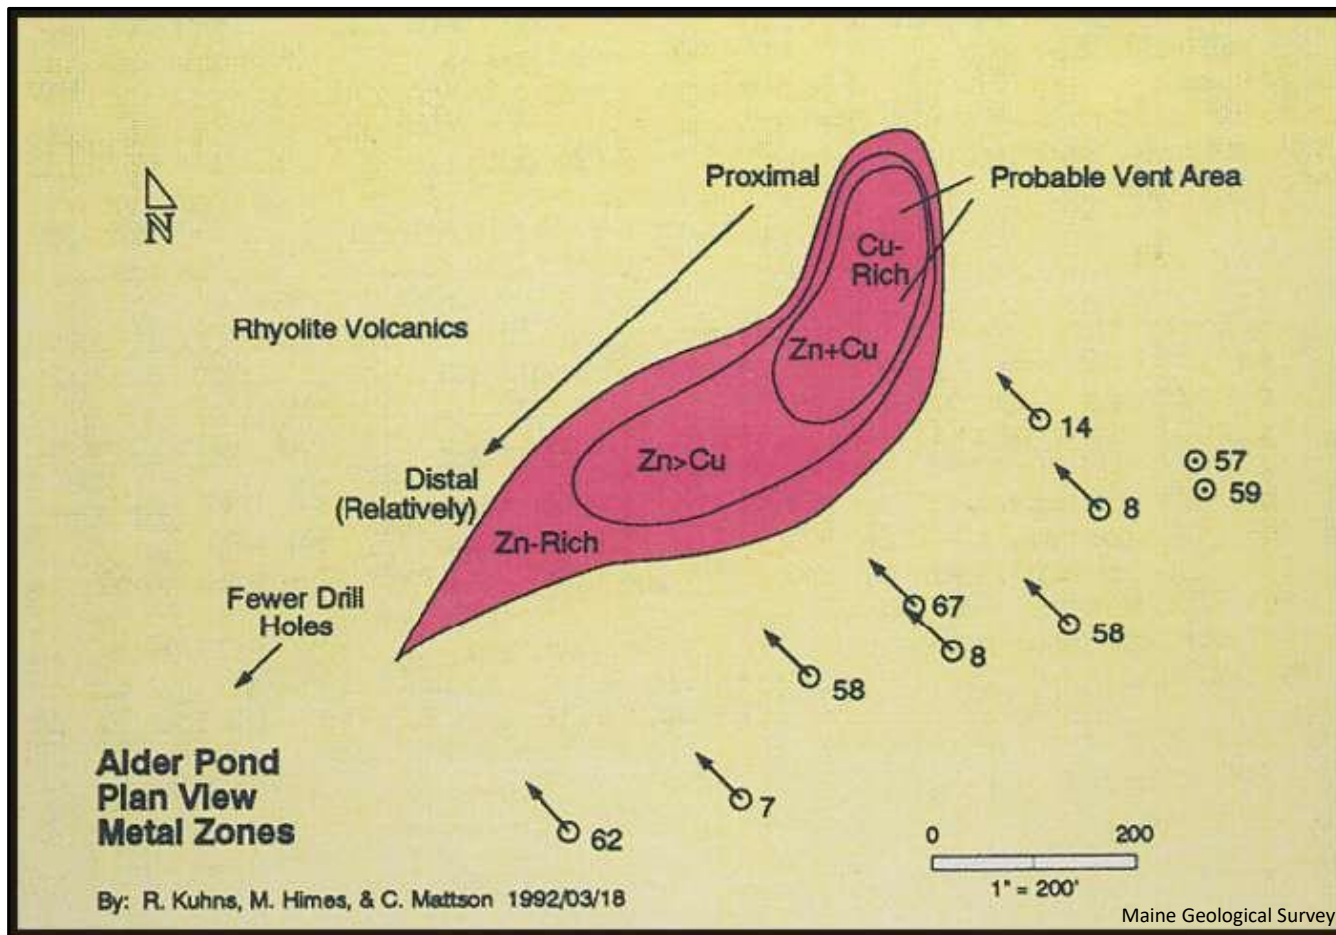 Proximal
Probable Vent Area
N
Cu-
Rich
Rhyolite Volcanics
Zn+Cu
14
Zn>Cu
57
Distal
(Relatively)
59
8
Zn-Rich
Fewer Drill
Holes
67
58
8
58
Alder Pond
Plan View
Metal Zones
7
62
0 200
1" = 200'
By: R. Kuhns, M. Himes, & C. Mattson 1992/03/18
Maine Geological Survey